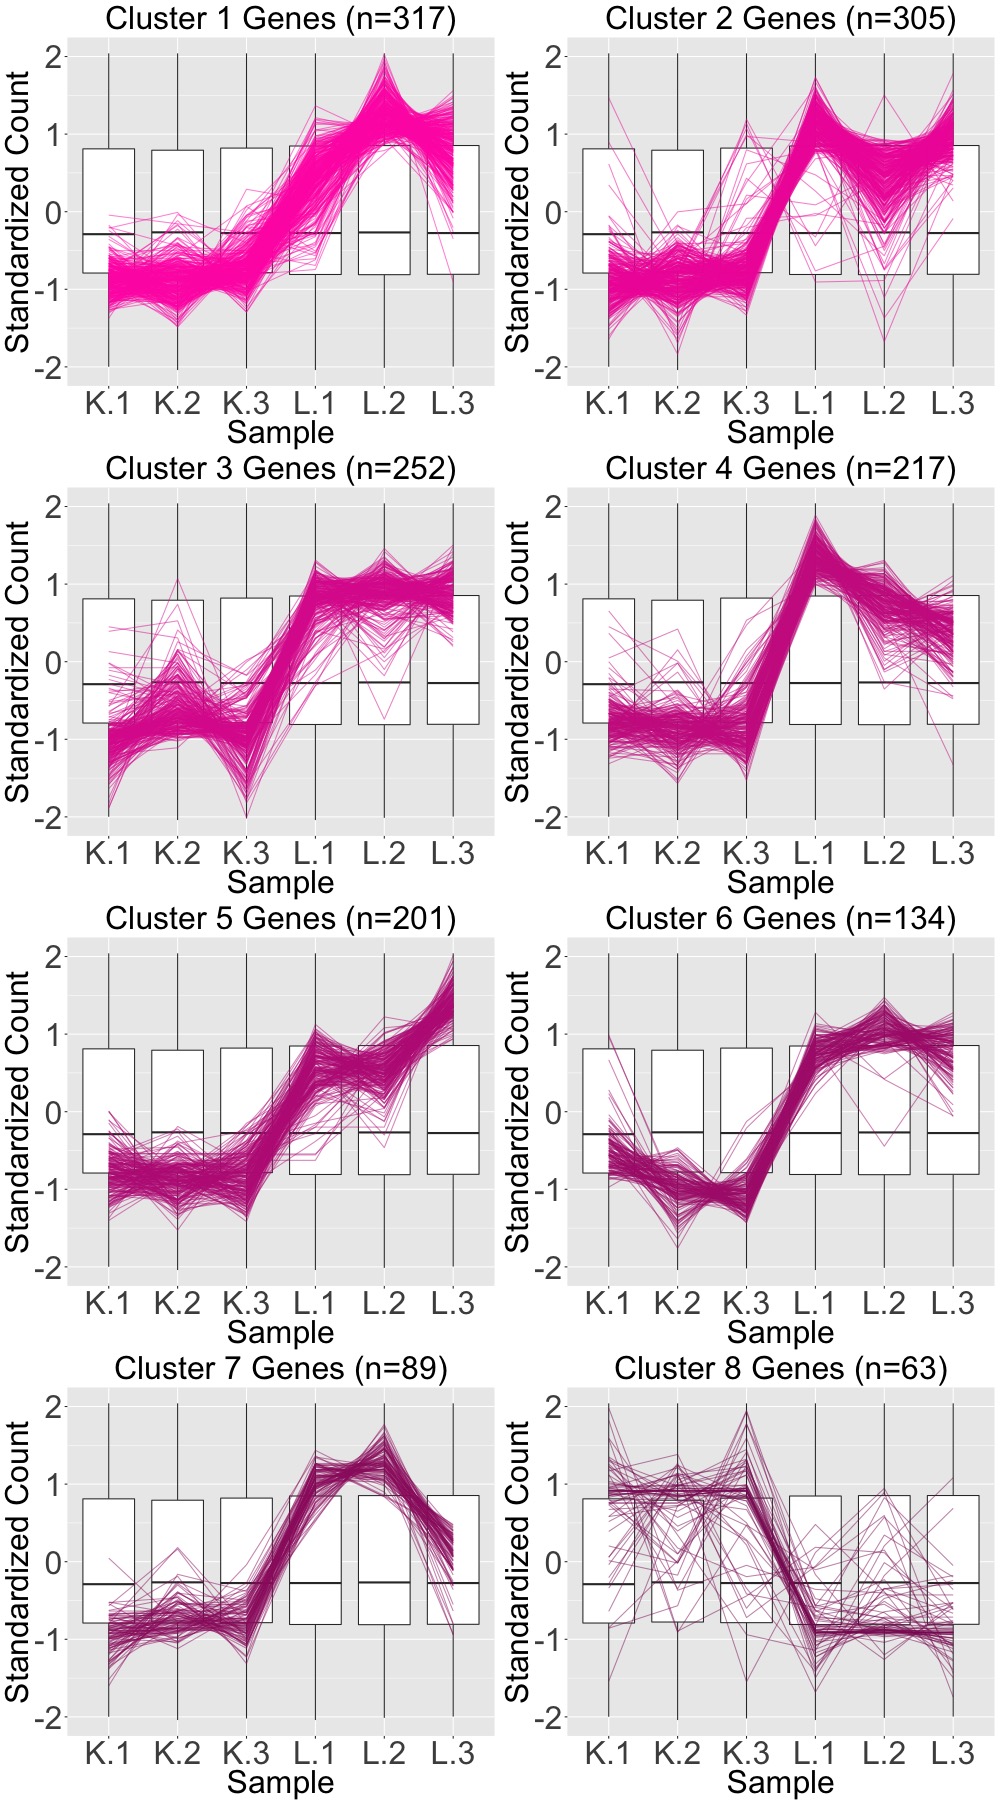 Cluster 1 Genes (n=317)
Standardized Count
2
1
0
-1
-2
K.1 K.2 K.3 L.1 L.2 L.3
Sample
Cluster 2 Genes (n=305)
Standardized Count
2
1
0
-1
-2
K.1 K.2 K.3 L.1 L.2 L.3
Sample
Cluster 3 Genes (n=252)
Standardized Count
2
1
0
-1
-2
K.1 K.2 K.3 L.1 L.2 L.3
Sample
Cluster 4 Genes (n=217)
Standardized Count
2
1
0
-1
-2
K.1 K.2 K.3 L.1 L.2 L.3
Sample
Cluster 5 Genes (n=201)
Standardized Count
2
1
0
-1
-2
K.1 K.2 K.3 L.1 L.2 L.3
Sample
Cluster 6 Genes (n=134)
Standardized Count
2
1
0
-1
-2
K.1 K.2 K.3 L.1 L.2 L.3
Sample
Cluster 7 Genes (n=89)
Standardized Count
2
1
0
-1
-2
K.1 K.2 K.3 L.1 L.2 L.3
Sample
Cluster 8 Genes (n=63)
Standardized Count
2
1
0
-1
-2
K.1 K.2 K.3 L.1 L.2 L.3
Sample